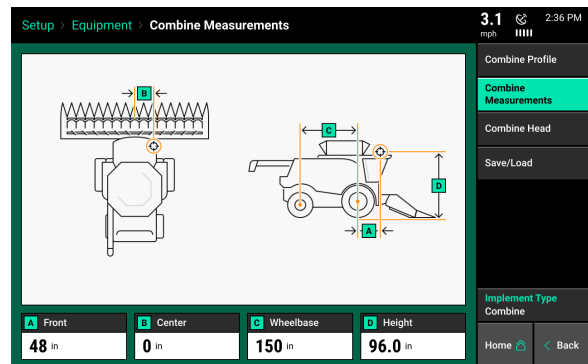 Setup > Equipment > Combine Measurements
3.1
mph
2:36 PM
Combine Profile
Combine
Measurements
Combine Head
Save/Load
B
C
D
A
Implement Type
Combine
A Front
48 in
B Center
0 in
C Wheelbase
150 in
D Height
96.0 in
Home
< Back